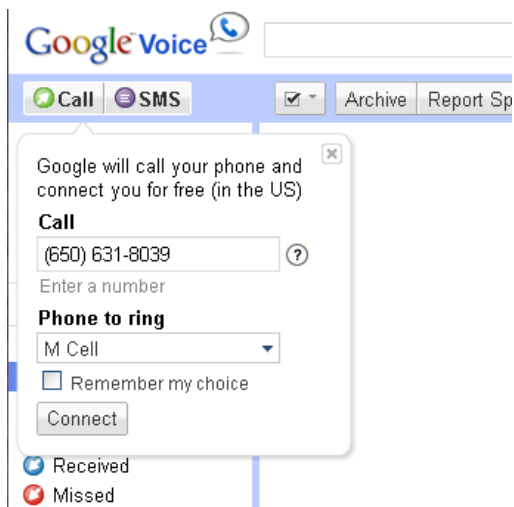 Google Voice
Call SMS Archive Report Sp
Google will call your phone and
connect you for free (in the US)
Call
(650) 631-8039
?
Enter a number
Phone to ring
M Cell
Remember my choice
Connect
Received
Missed